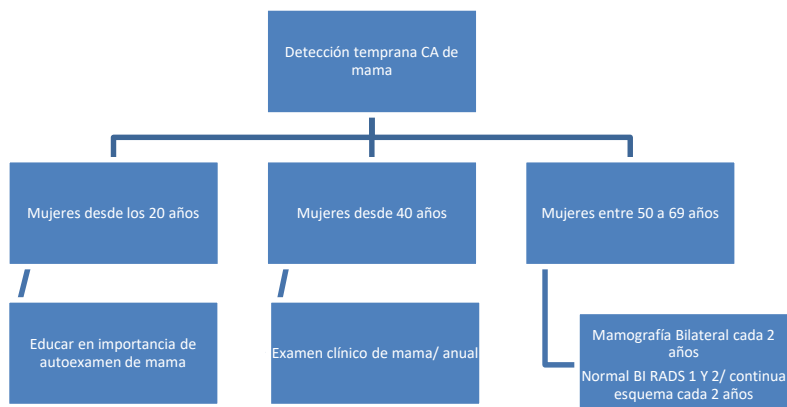 Detección temprana CA de
mama
Mujeres desde los 20 años
Mujeres desde 40 años
Mujeres entre 50 a 69 años
Educar en importancia de
autoexamen de mama
Examen clínico de mama/ anual
Mamografía Bilateral cada 2
años
Normal BI RADS 1 Y 2/ continua
esquema cada 2 años